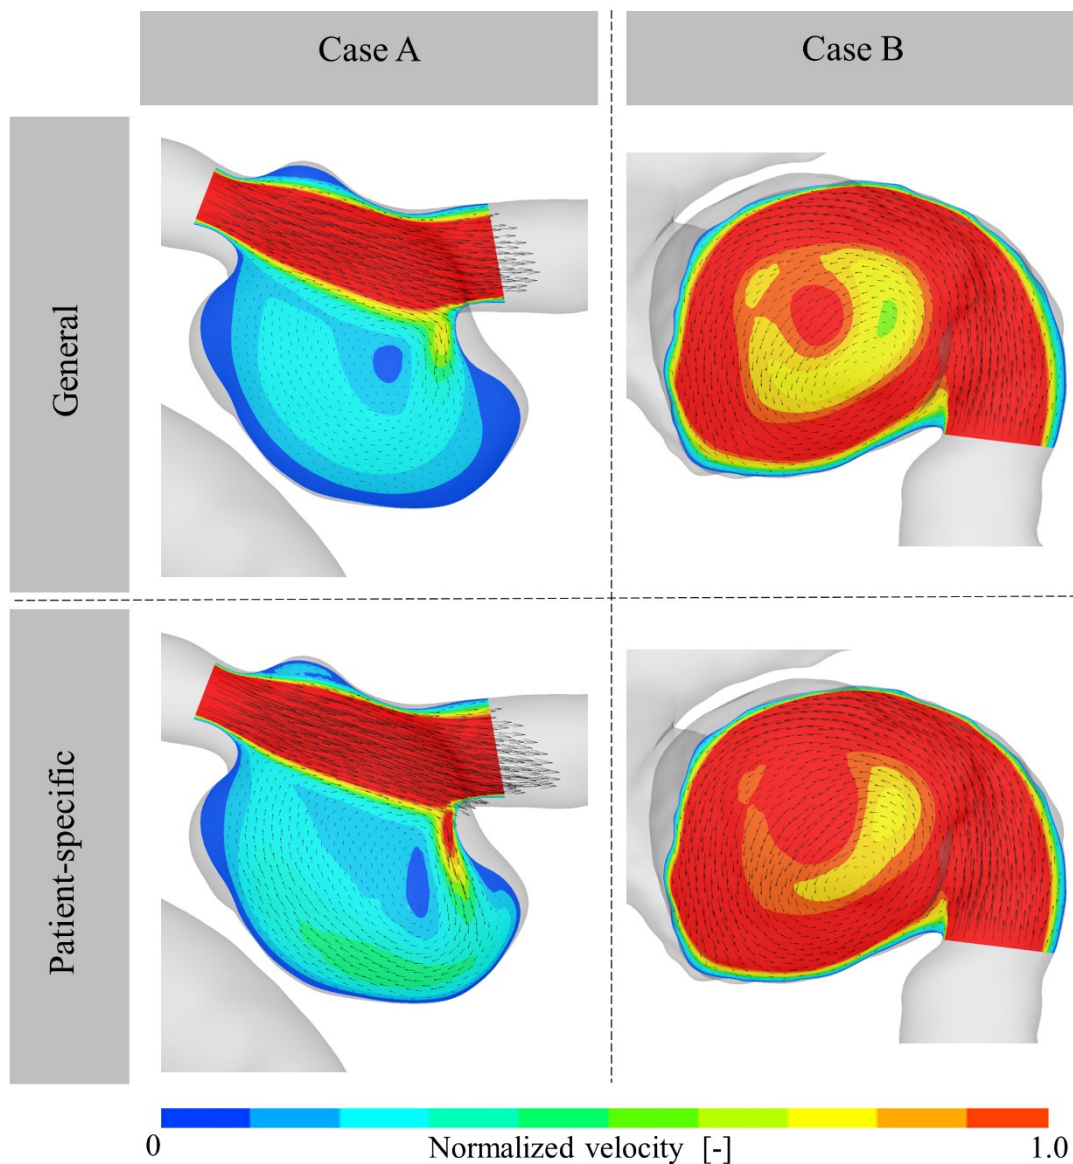 Case A
Case B
General
Patient-specific
0
Normalized velocity [-]
1.0